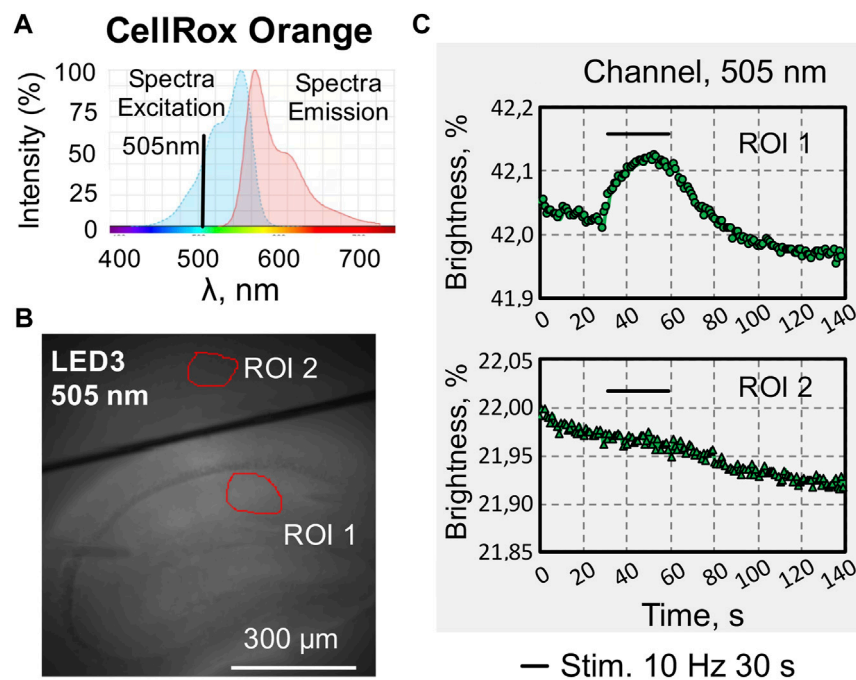 A
CellRox Orange
Intensity (%)
100
75
50
25
0
Spectra
Excitation
Spectra
Emission
505nm
400
500
600
700
λ, nm
B
LED3
505 nm
ROI 2
ROI 1
300 µm
C
Channel, 505 nm
Brightness, %
42,2
42,1
42,0
41,9
ROI 1
0 20 40 60 80 100 120 140
Brightness, %
22,05
22,00
21,95
21,90
21,85
ROI 2
0 20 40 60 80 100 120 140
Time, s
Stim. 10 Hz 30 s